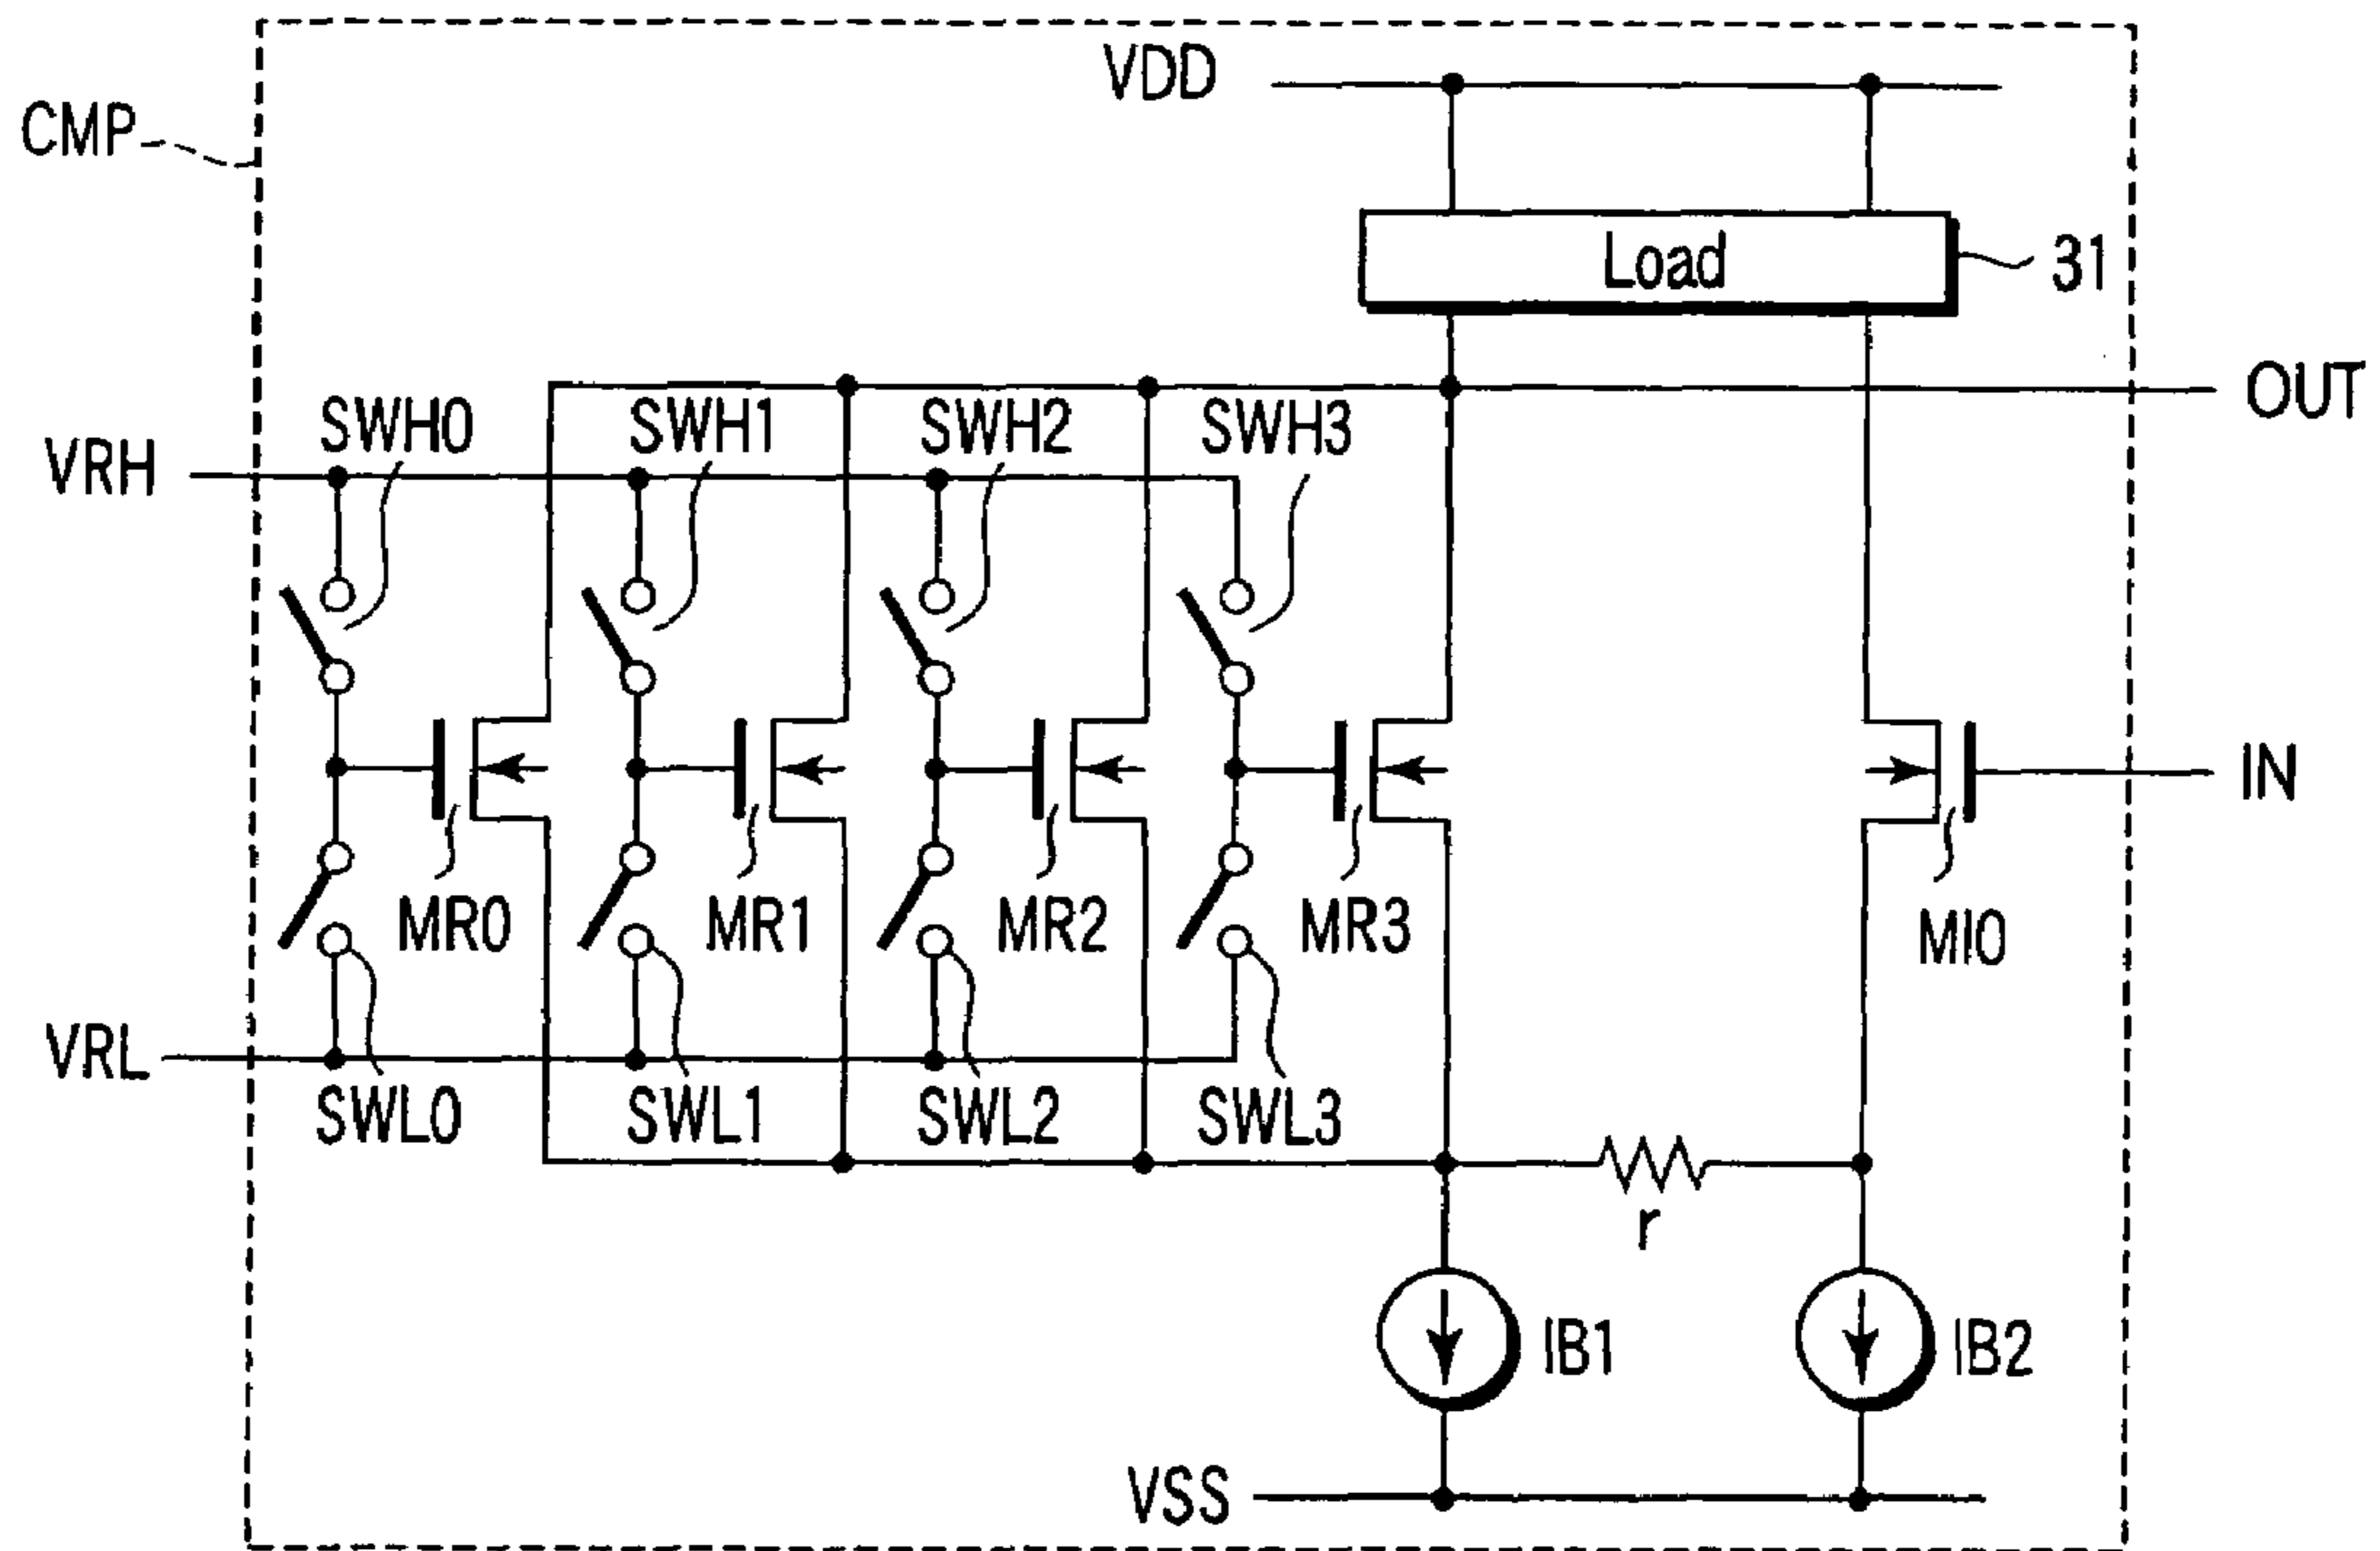 VDD
CMP
Load
31
OUT
SWH0
SWH1
SWH2
SWH3
VRH
IN
MR0
MR1
MR2
MR3
MI0
VRL
SWL0
SWL1
SWL2
SWL3
r
IB1
IB2
VSS